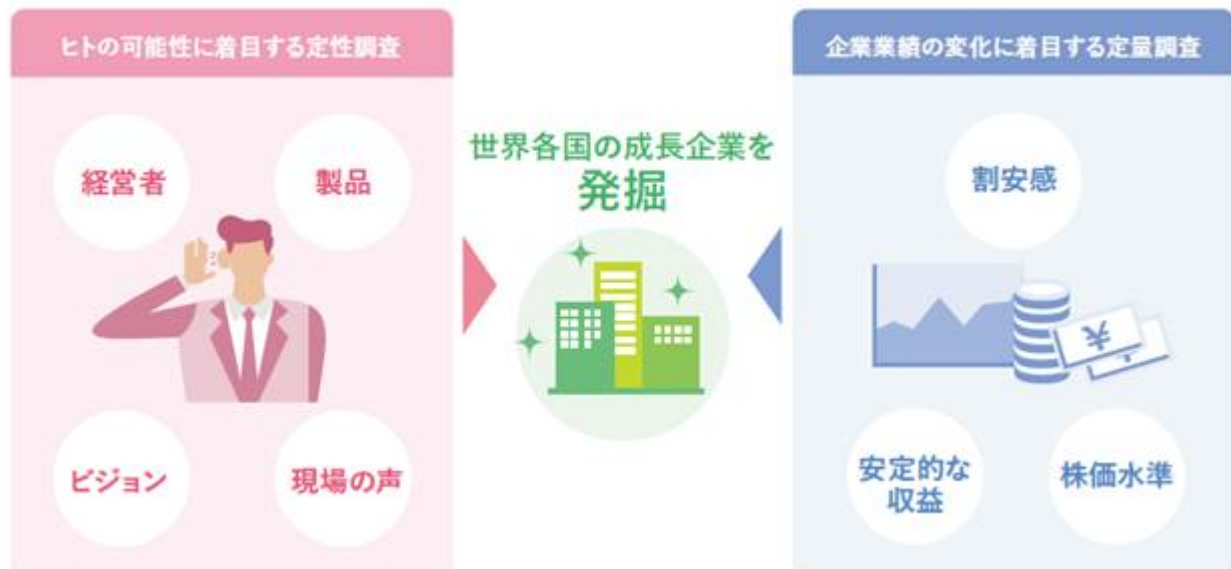 ヒトの可能性に着目する定性調査
経営者
製品
ビジョン
現場の声
世界各国の成長企業を
発掘
企業業績の変化に着目する定量調査
割安感
安定的な
収益
株価水準